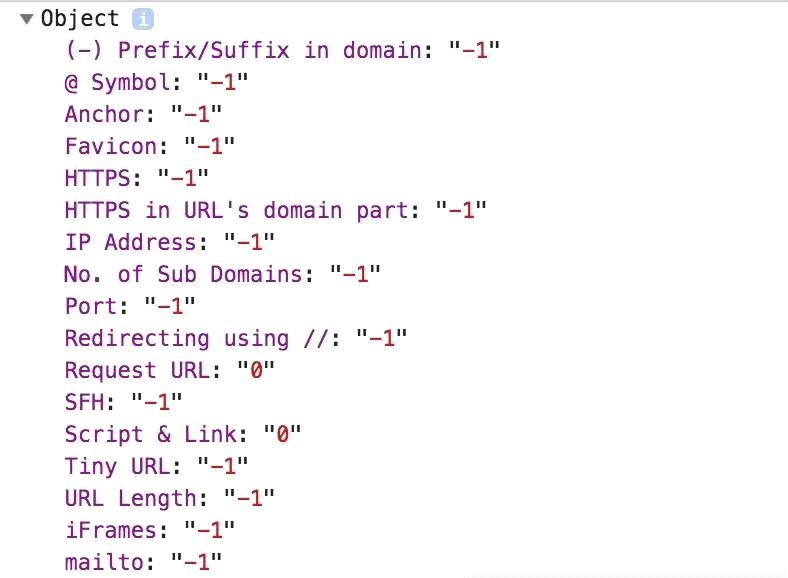 ▼ Object i
(-) Prefix/Suffix in domain: "-1"
@ Symbol: "-1"
Anchor: "-1"
Favicon: "-1"
HTTPS: "-1"
HTTPS in URL's domain part: "-1"
IP Address: "-1"
No. of Sub Domains: "-1"
Port: "-1"
Redirecting using //: "-1"
Request URL: "0"
SFH: "-1"
Script & Link: "0"
Tiny URL: "-1"
URL Length: "-1"
iFrames: "-1"
mailto: "-1"